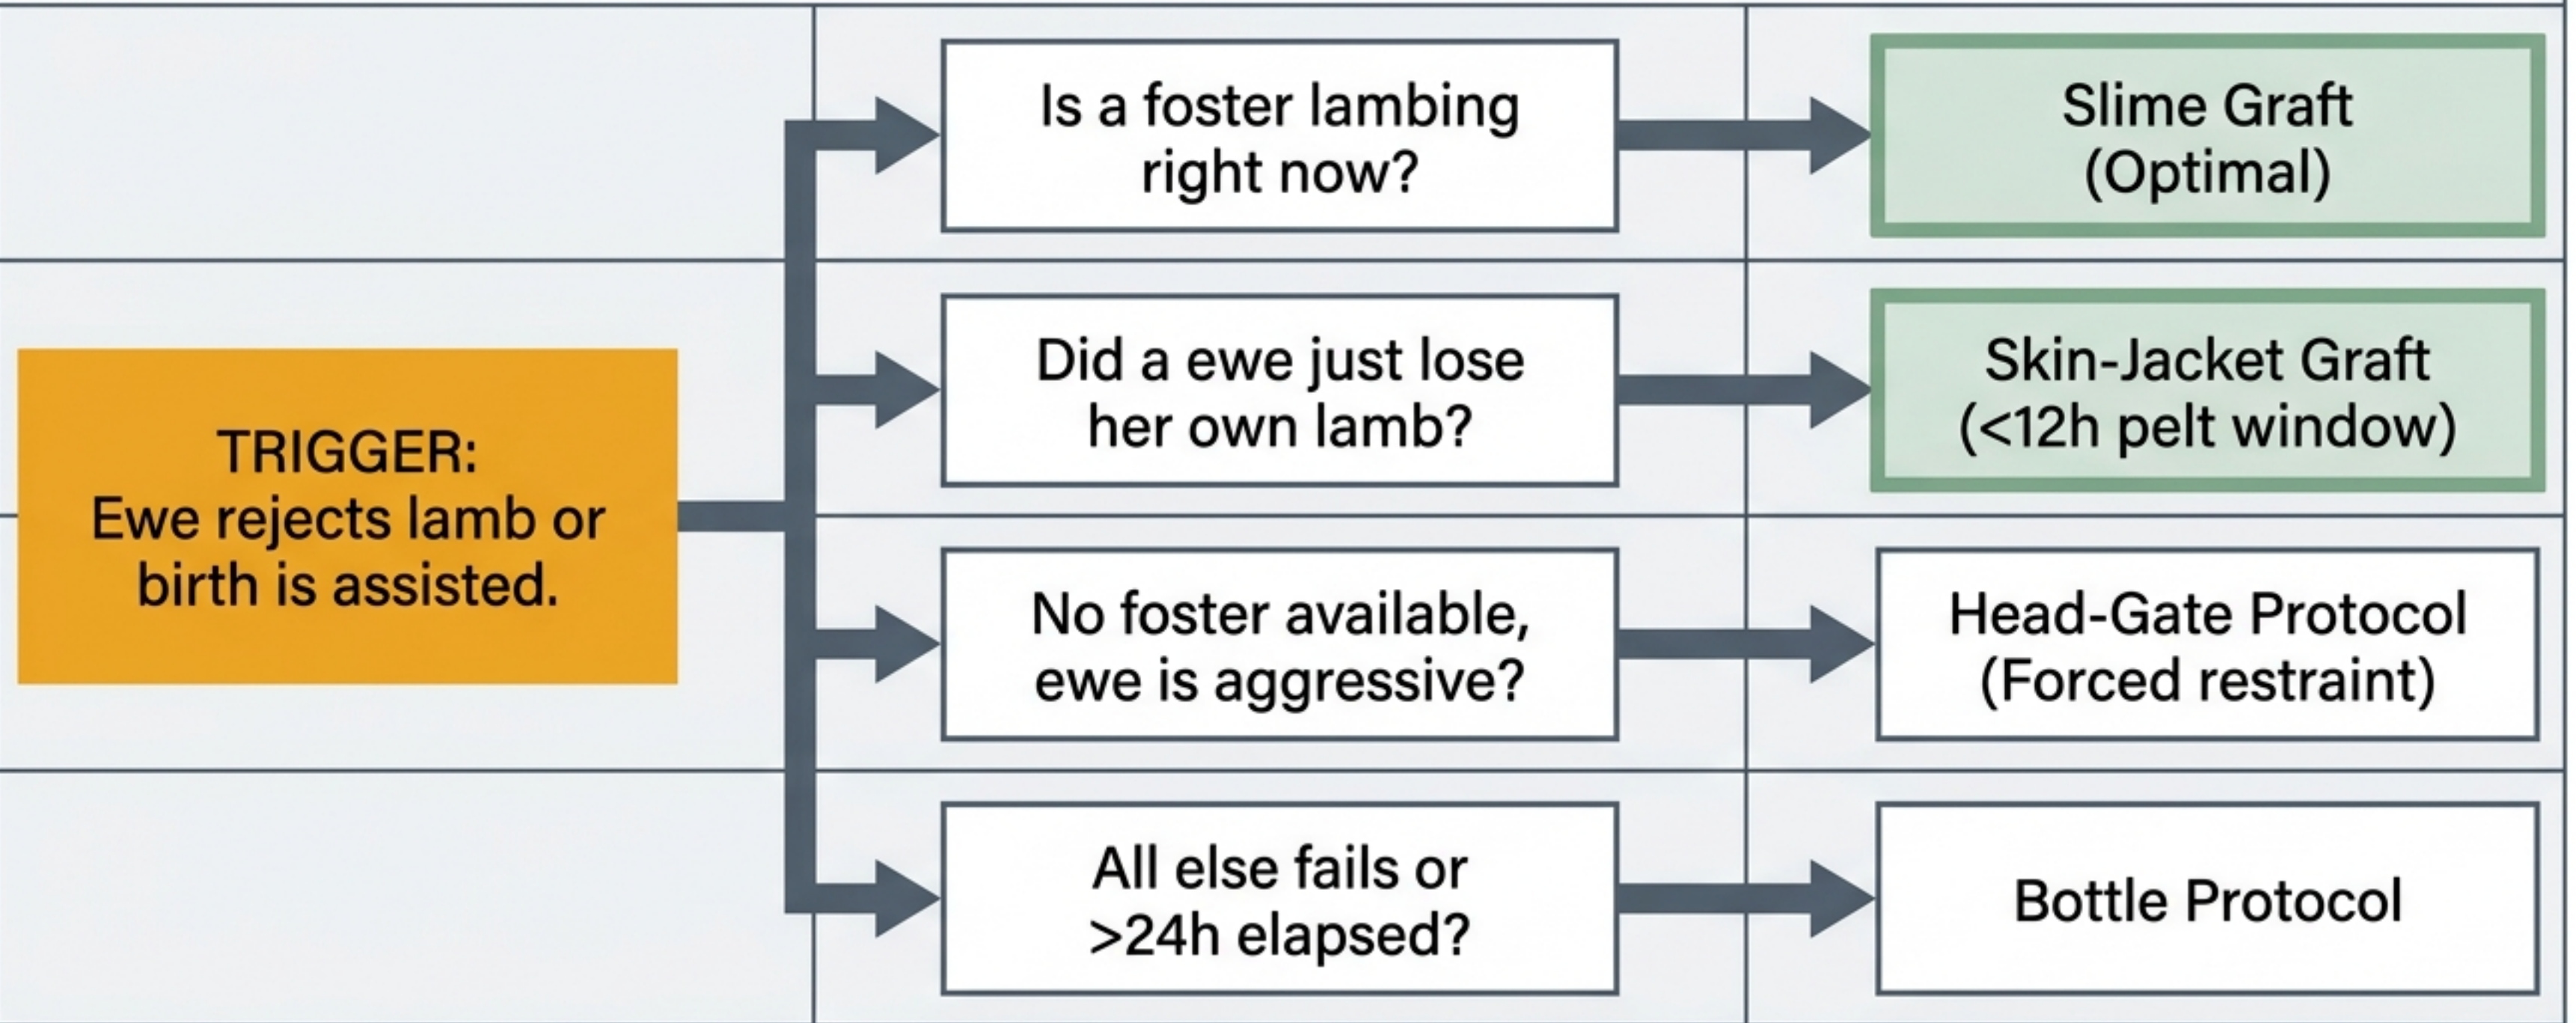 TRIGGER:
Ewe rejects lamb or
birth is assisted.
Is a foster lambing
right now?
Slime Graft
(Optimal)
Did a ewe just lose
her own lamb?
Skin-Jacket Graft
(<12h pelt window)
No foster available,
ewe is aggressive?
Head-Gate Protocol
(Forced restraint)
All else fails or
>24h elapsed?
Bottle Protocol